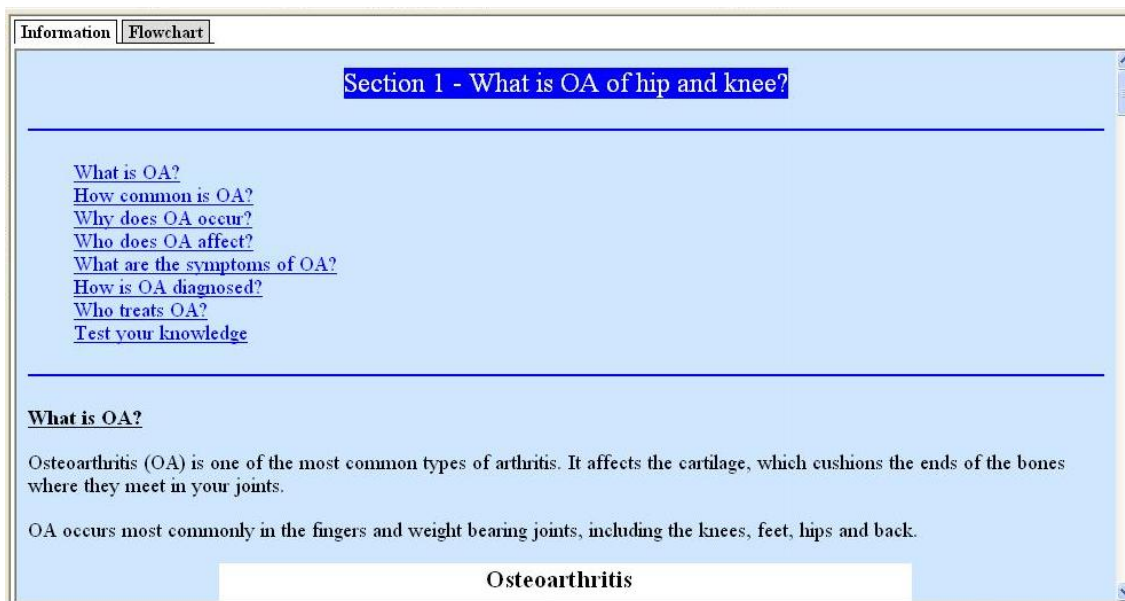 Information Flowchart
Section 1 - What is OA of hip and knee?
What is OA?
How common is OA?
Why does OA occur?
Who does OA affect?
What are the symptoms of OA?
How is OA diagnosed?
Who treats OA?
Test your knowledge
What is OA?
Osteoarthritis (OA) is one of the most common types of arthritis. It affects the cartilage, which cushions the ends of the bones
where they meet in your joints.
OA occurs most commonly in the fingers and weight bearing joints, including the knees, feet, hips and back.
Osteoarthritis